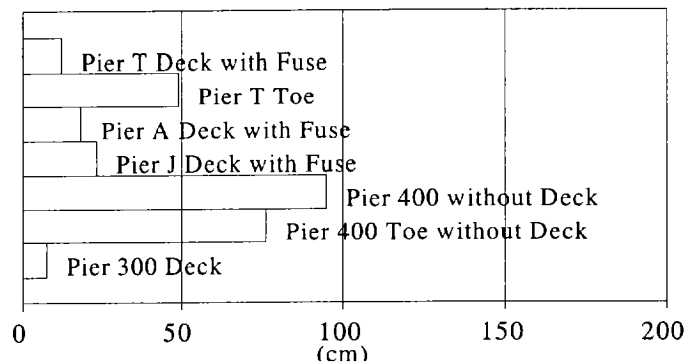 Pier T Deck with Fuse
Pier T Toe
Pier A Deck with Fuse
Pier J Deck with Fuse
Pier 400 without Deck
Pier 400 Toe without Deck
Pier 300 Deck
0 50 100 150 200
(cm)